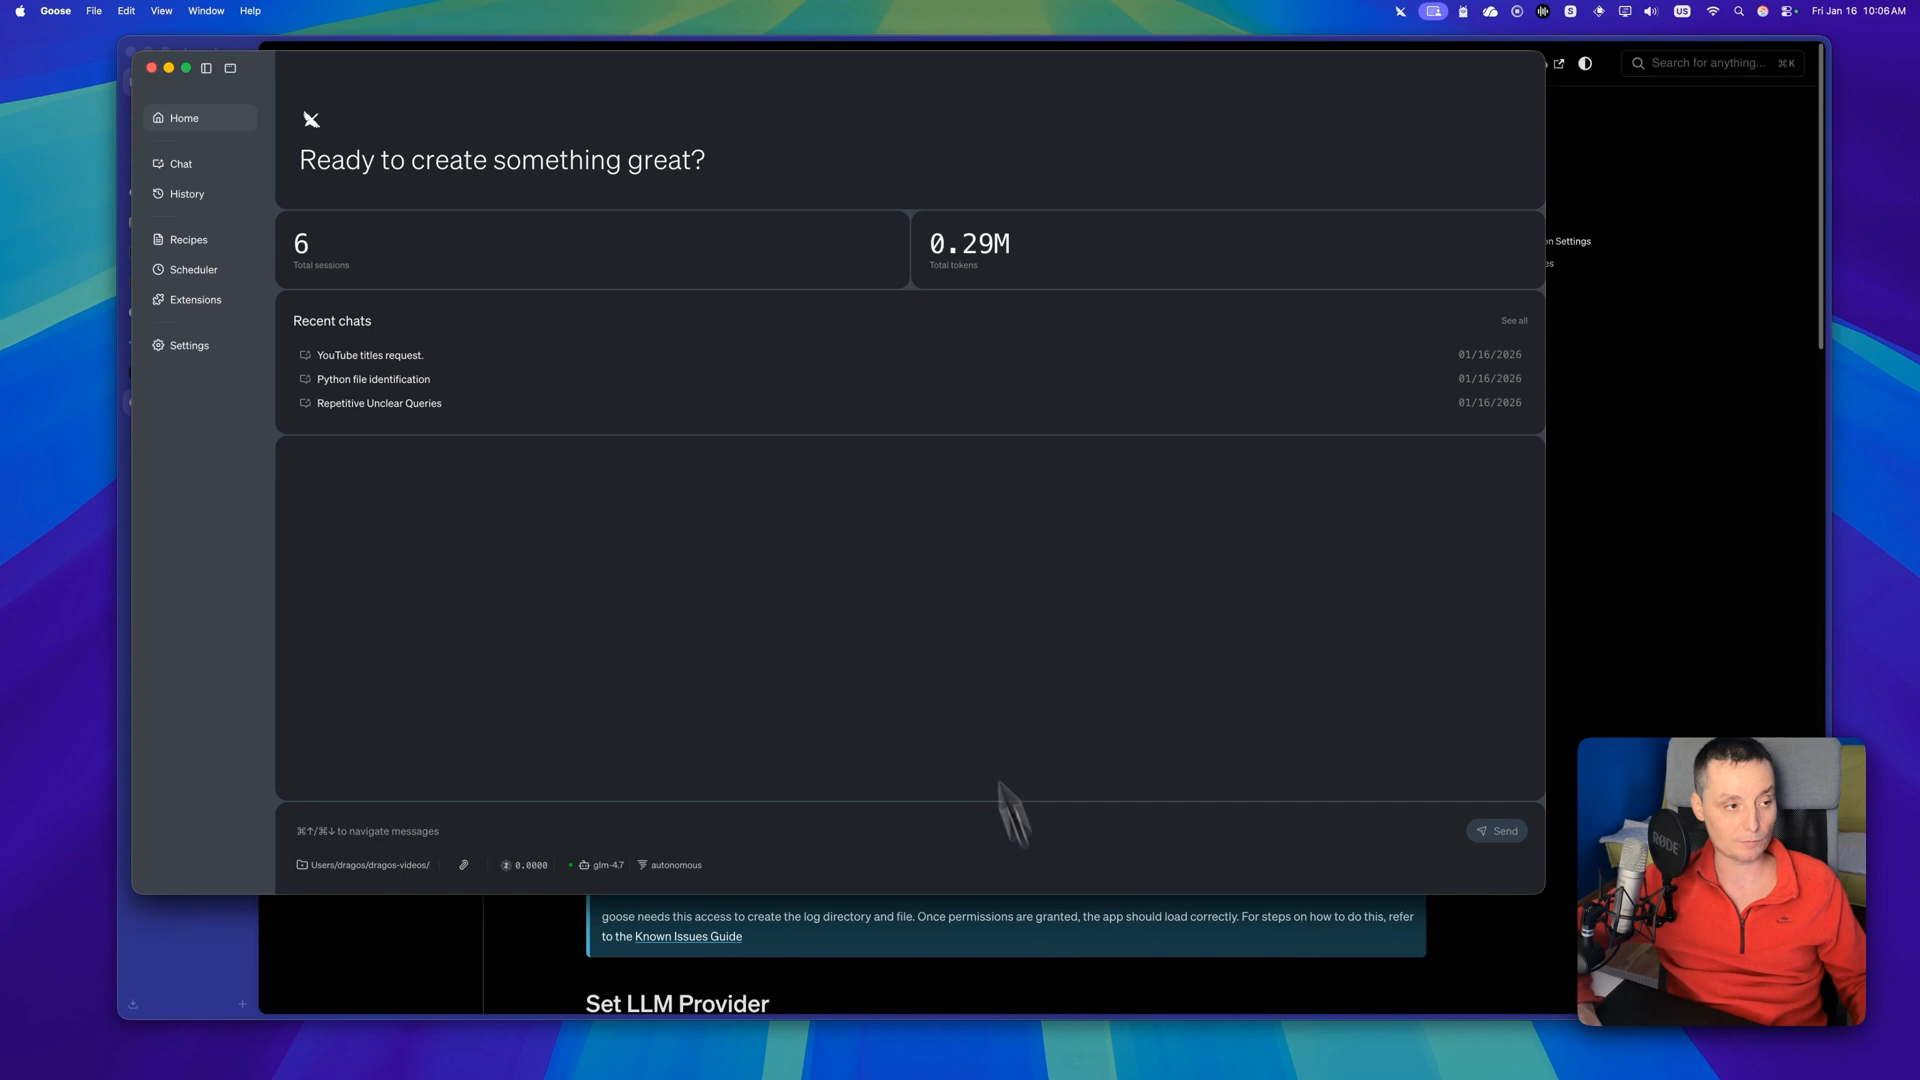 Goose File Edit View Window Help
US Fri Jan 16 10:06AM
Search for anything... ⌘K
Home
Chat
History
Recipes
Scheduler
Extensions
Settings
Ready to create something great?
6
Total sessions
0.29M
Total tokens
Recent chats See all
YouTube titles request. 01/16/2026
Python file identification 01/16/2026
Repetitive Unclear Queries 01/16/2026
⌘↑/⌘↓ to navigate messages
Send
Users/dragos/dragos-videos/ 0.0000 glm-4.7 autonomous
Settings
goose needs this access to create the log directory and file. Once permissions are granted, the app should load correctly. For steps on how to do this, refer
to the Known Issues Guide
Set LLM Provider
RØDE